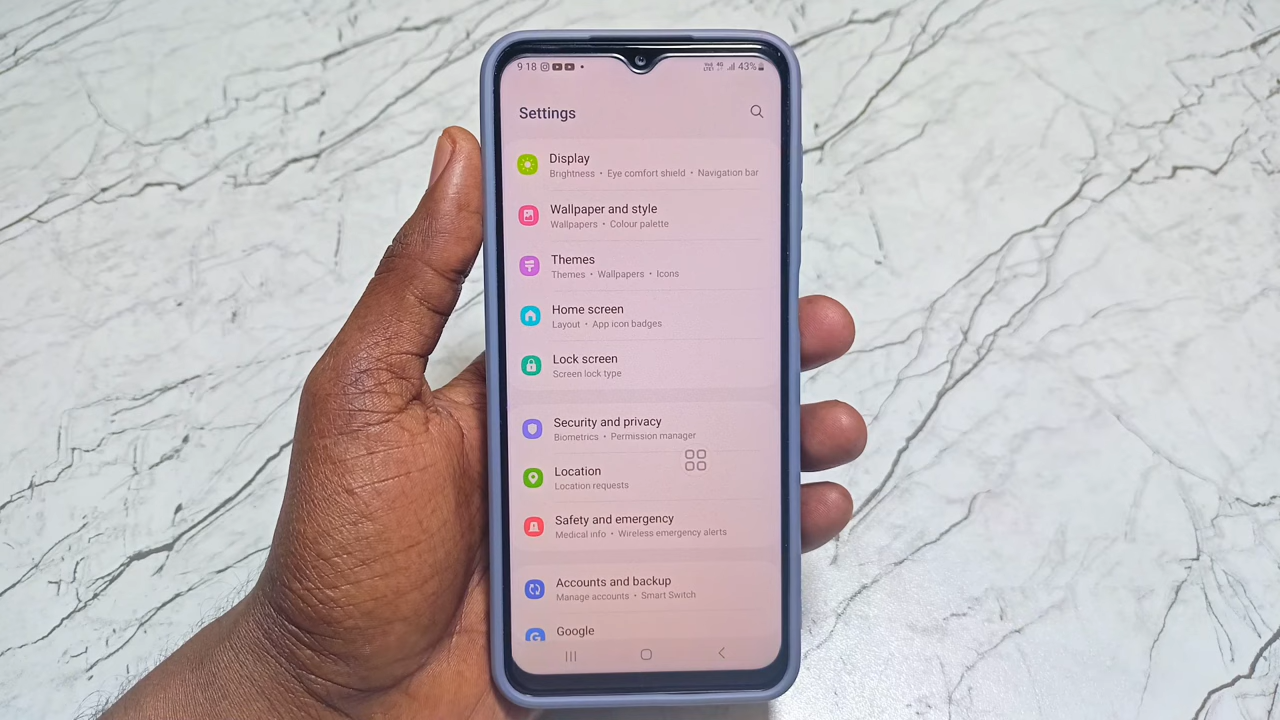 9 18
VoI 4G
LTE1
43%
Settings
Display
Brightness • Eye comfort shield • Navigation bar
Wallpaper and style
Wallpapers • Colour palette
Themes
Themes • Wallpapers • Icons
Home screen
Layout • App icon badges
Lock screen
Screen lock type
Security and privacy
Biometrics • Permission manager
Location
Location requests
Safety and emergency
Medical info • Wireless emergency alerts
Accounts and backup
Manage accounts • Smart Switch
Google